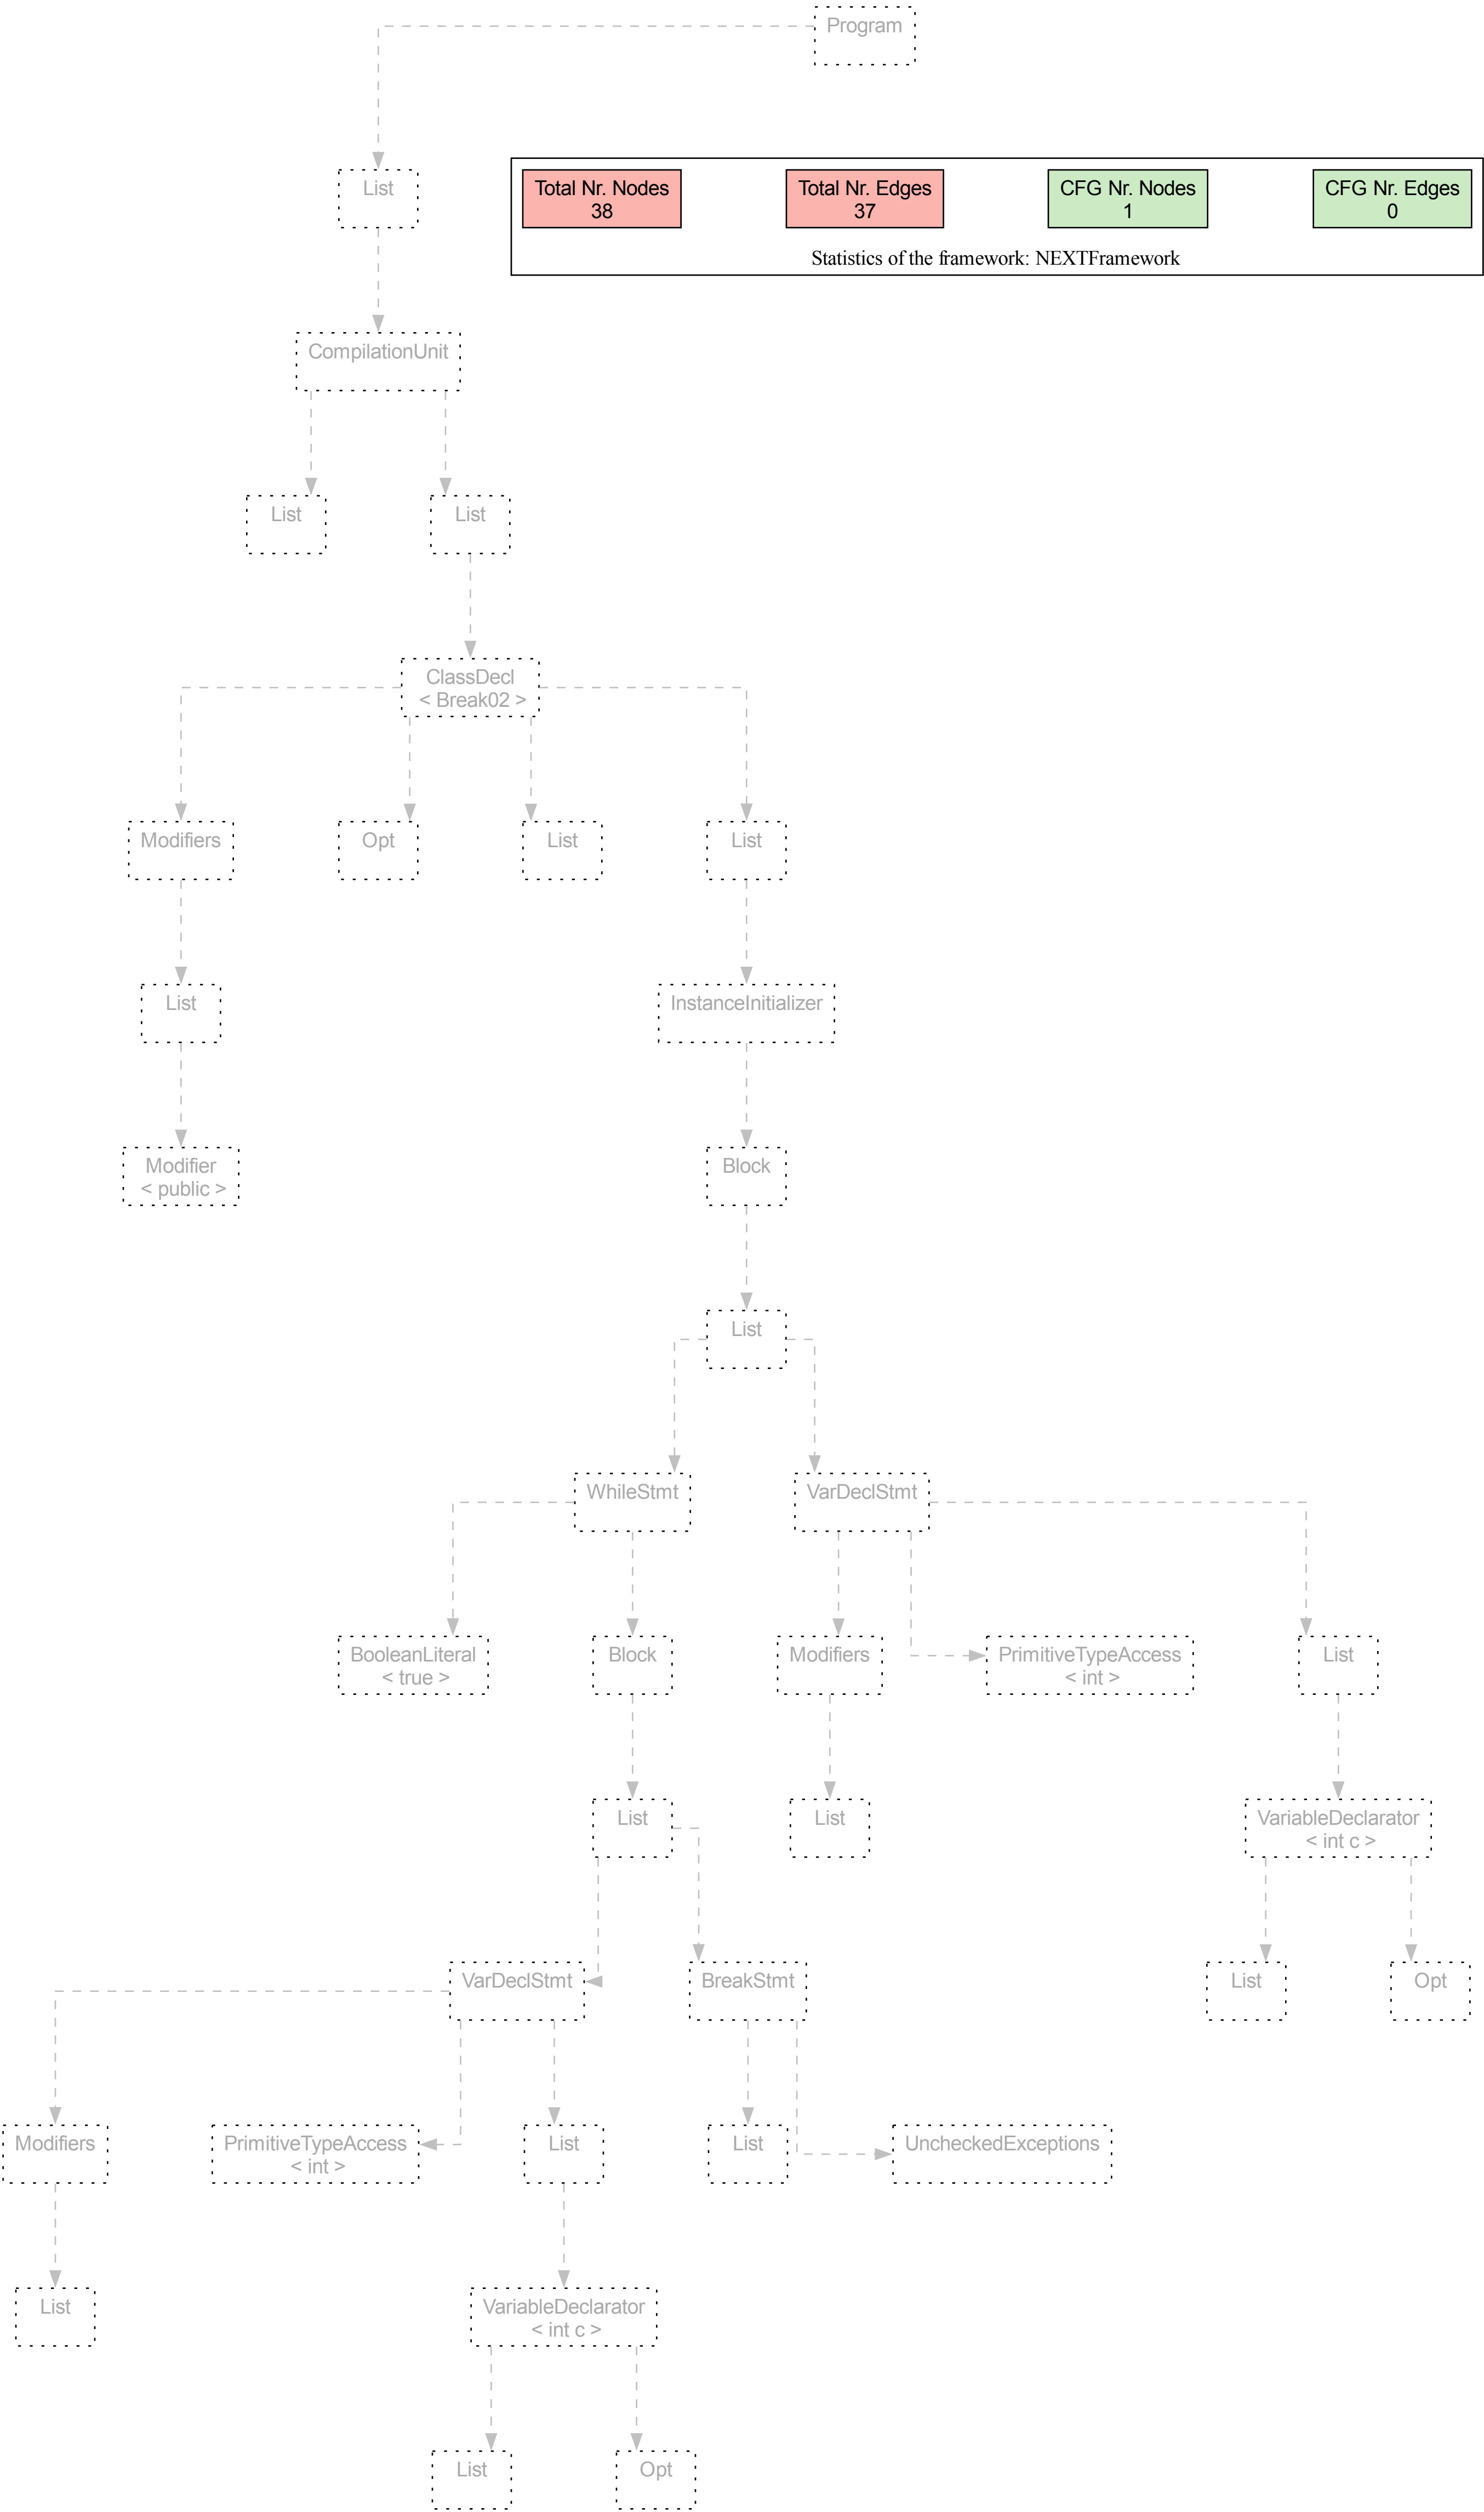 Program
List
Total Nr. Nodes
38
Total Nr. Edges
37
CFG Nr. Nodes
1
CFG Nr. Edges
0
Statistics of the framework: NEXTFramework
CompilationUnit
List
List
ClassDecl
< Break02 >
Modifiers
Opt
List
List
List
InstanceInitializer
Modifier
< public >
Block
List
WhileStmt
VarDeclStmt
BooleanLiteral
< true >
Block
Modifiers
PrimitiveTypeAccess
< int >
List
List
List
VariableDeclarator
< int c >
VarDeclStmt
BreakStmt
List
Opt
Modifiers
PrimitiveTypeAccess
< int >
List
List
UncheckedExceptions
List
VariableDeclarator
< int c >
List
Opt